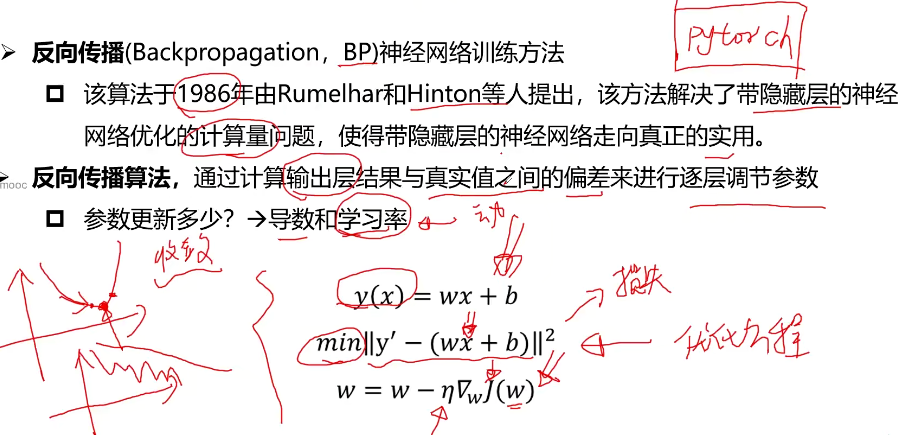 pytorch
反向传播(Backpropagation，BP)神经网络训练方法
该算法于1986年由Rumelhar和Hinton等人提出，该方法解决了带隐藏层的神经
网络优化的计算量问题，使得带隐藏层的神经网络走向真正的实用。
mooc
反向传播算法，通过计算输出层结果与真实值之间的偏差来进行逐层调节参数
参数更新多少？→导数和学习率
收敛
y(x) = wx + b
损失
min‖y′ − (wx + b)‖²
优化方程
w = w − η∇wJ(w)